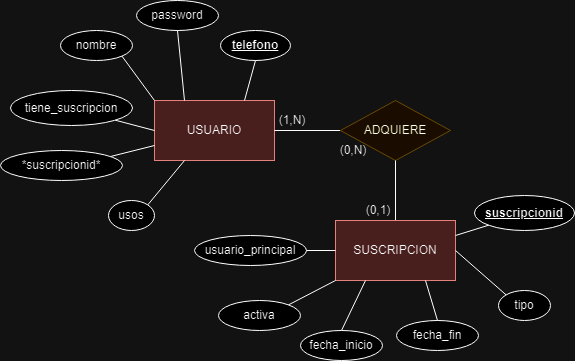 password
nombre
telefono
tiene_suscripcion
USUARIO
(1,N)
ADQUIERE
(0,N)
*suscripcionid*
usos
(0,1)
suscripcionid
usuario_principal
SUSCRIPCION
activa
tipo
fecha_inicio
fecha_fin